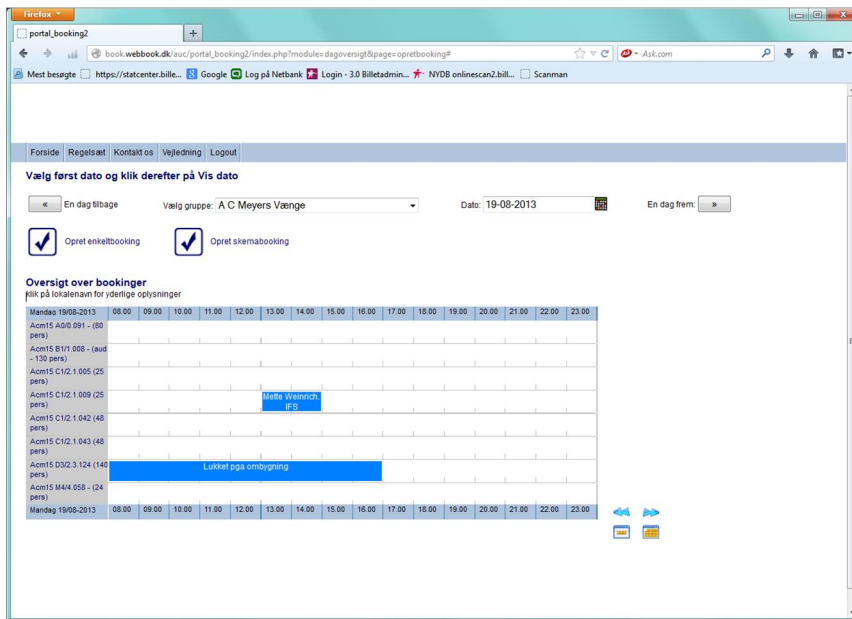 Firefox
portal_booking2
book.webbook.dk/auc/portal_booking2/index.php?module=dagoversigt&page=opretbooking#
Ask.com
Mest besøgte https://statcenter.bille... Google Log på Netbank Login - 3.0 Billetadmin... NYDB onlinescan2.bill... Scanman
Forside Regelsæt Kontakt os Vejledning Logout
Vælg først dato og klik derefter på Vis dato
« En dag tilbage Vælg gruppe: A C Meyers Vænge Dato: 19-08-2013 En dag frem: »
Opret enkeltbooking Opret skemabooking
Oversigt over bookinger
klik på lokalenavn for yderlige oplysninger
Mandag 19/08-2013 08.00 09.00 10.00 11.00 12.00 13.00 14.00 15.00 16.00 17.00 18.00 19.00 20.00 21.00 22.00 23.00
Acm15 A0/0.091 - (80
pers)
Acm15 B1/1.008 - (aud
- 130 pers)
Acm15 C1/2.1.005 (25
pers)
Acm15 C1/2.1.009 (25 Mette Weinrich.
pers) IFS
Acm15 C1/2.1.042 (48
pers)
Acm15 C1/2.1.043 (48
pers)
Acm15 D3/2.3.124 (140 Lukket pga ombygning
pers)
Acm15 M4/4.058 - (24
pers)
Mandag 19/08-2013 08.00 09.00 10.00 11.00 12.00 13.00 14.00 15.00 16.00 17.00 18.00 19.00 20.00 21.00 22.00 23.00